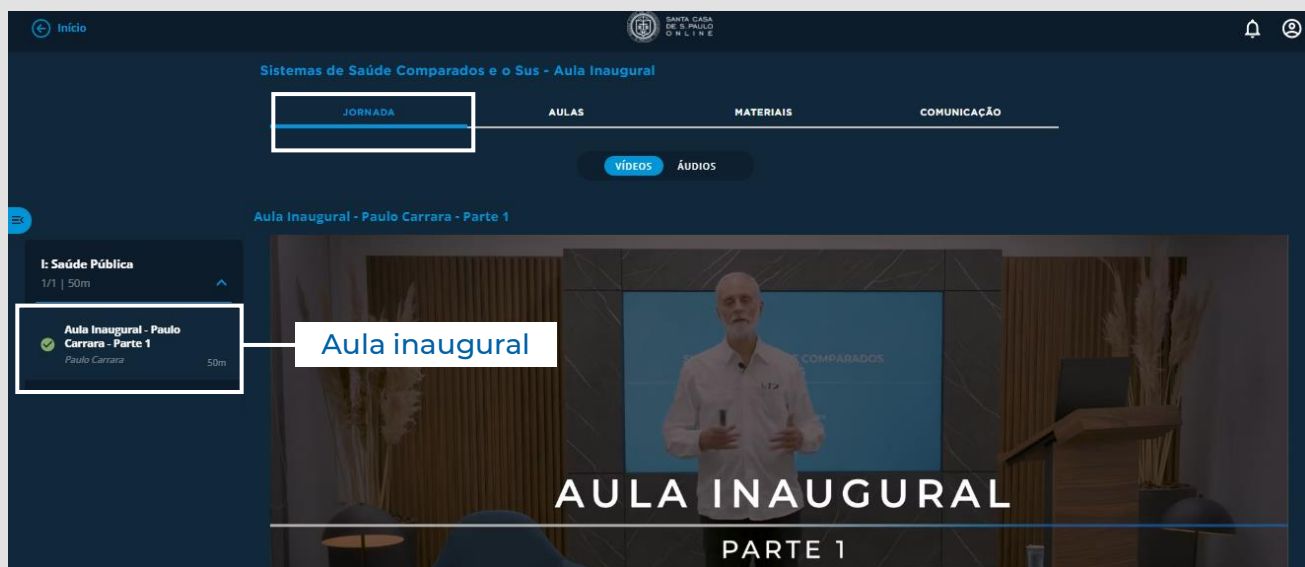 Início
SANTA CASA
DE S. PAULO
ONLINE
Sistemas de Saúde Comparados e o Sus - Aula Inaugural
JORNADA
AULAS
MATERIAIS
COMUNICAÇÃO
VÍDEOS
ÁUDIOS
Aula Inaugural - Paulo Carrara - Parte 1
I: Saúde Pública
1/1 | 50m
Aula Inaugural - Paulo
Carrara - Parte 1
Paulo Carrara
50m
Aula inaugural
COMPARADOS
AULA INAUGURAL
PARTE 1